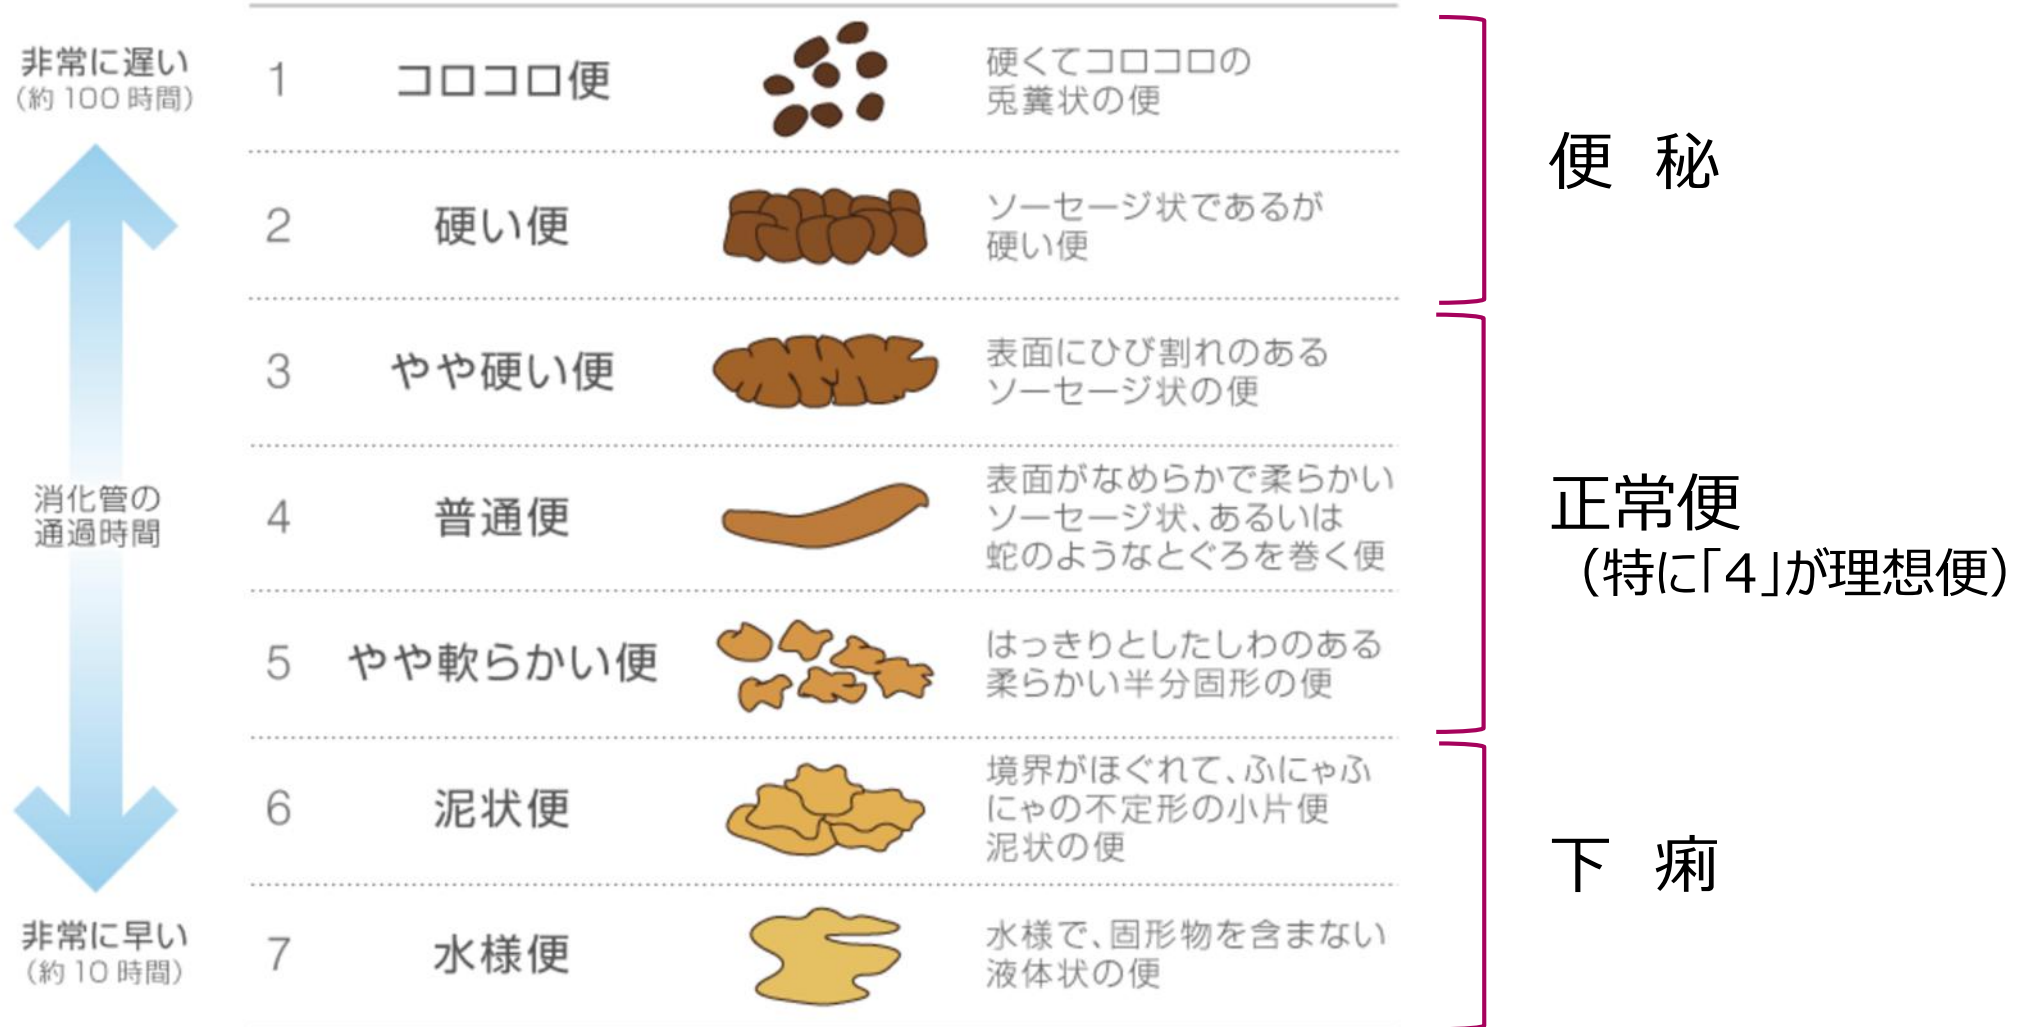 非常に遅い
（約100時間）
消化管の
通過時間
非常に早い
（約10時間）
1
コロコロ便
硬くてコロコロの
兎糞状の便
2
硬い便
ソーセージ状であるが
硬い便
3
やや硬い便
表面にひび割れのある
ソーセージ状の便
4
普通便
表面がなめらかで柔らかい
ソーセージ状、あるいは
蛇のようなとぐろを巻く便
5
やや軟らかい便
はっきりとしたしわのある
柔らかい半分固形の便
6
泥状便
境界がほぐれて、ふにゃふ
にゃの不定形の小片便
泥状の便
7
水様便
水様で、固形物を含まない
液体状の便
便 秘
正常便
（特に「4」が理想便）
下 痢